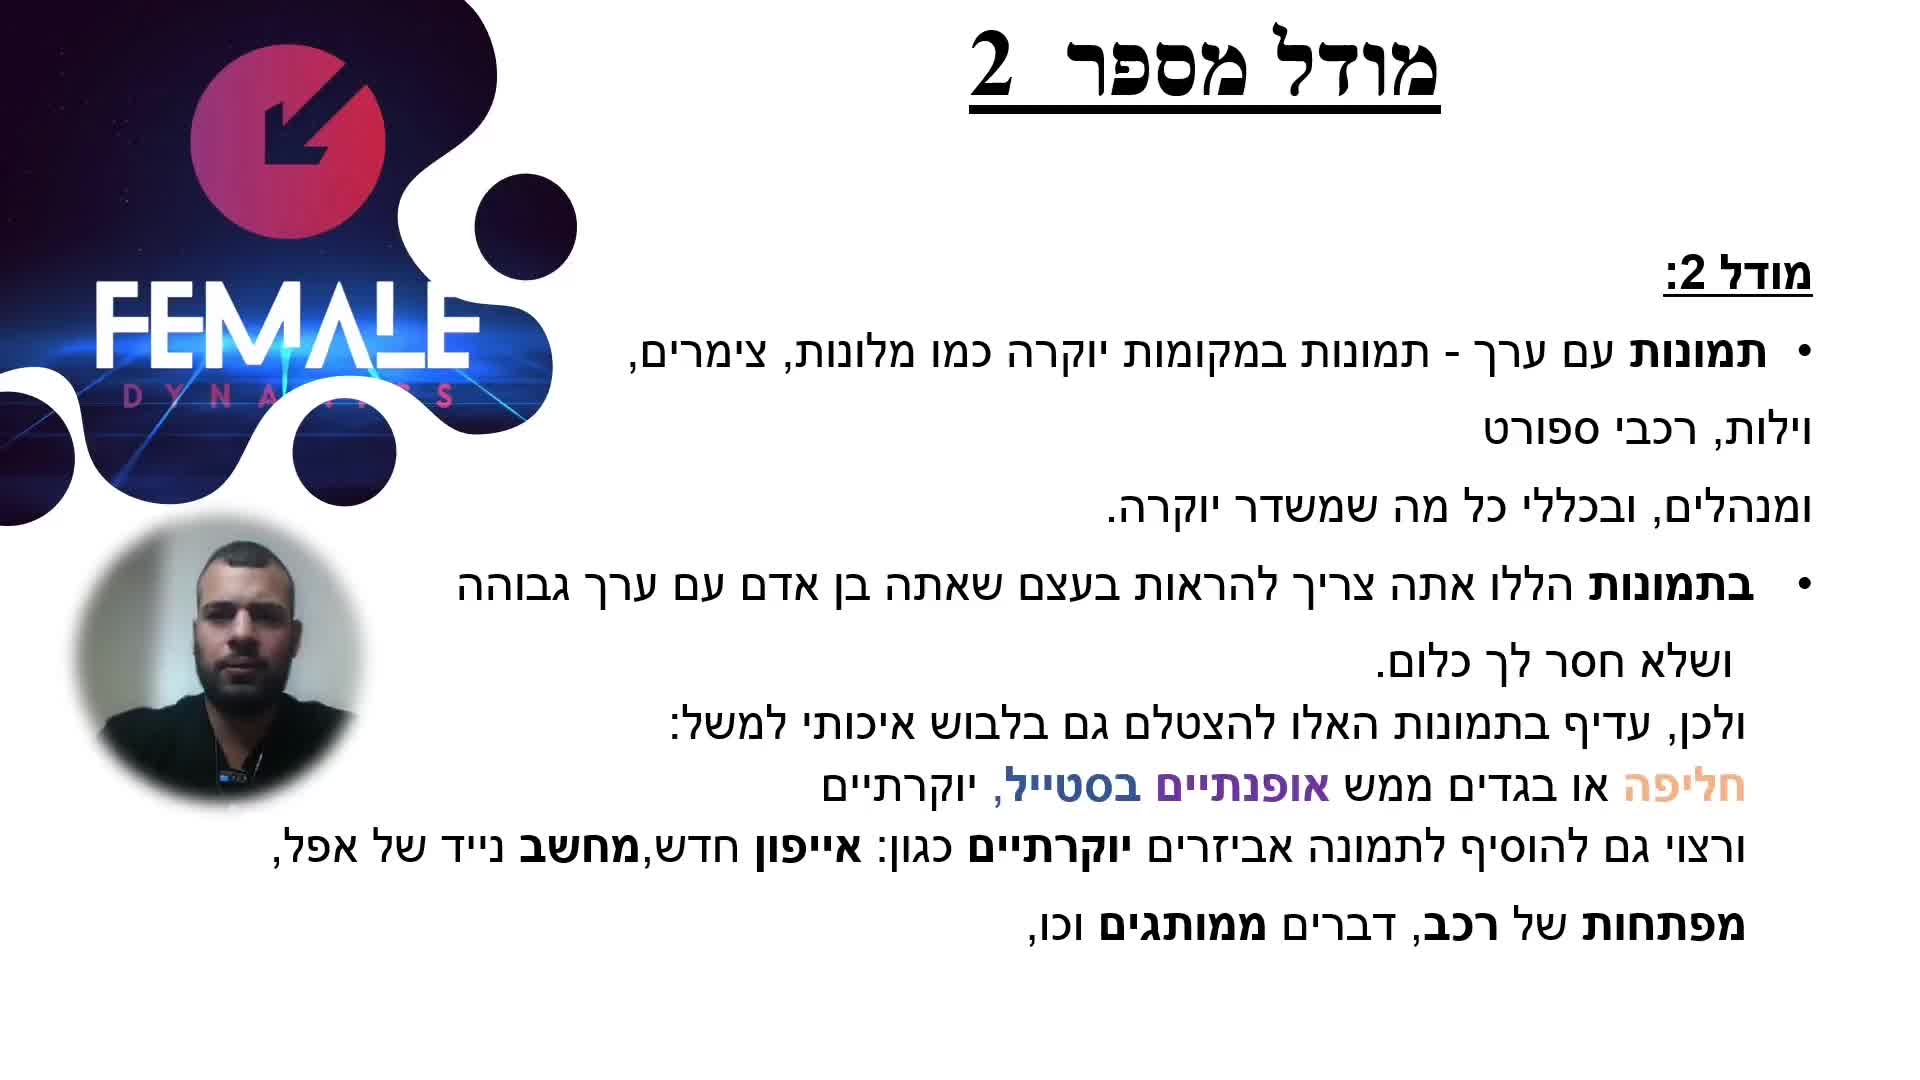 FEMALE
DYNAMICS
מודל מספר 2
מודל 2:
• תמונות עם ערך - תמונות במקומות יוקרה כמו מלונות, צימרים,
וילות, רכבי ספורט
ומנהלים, ובכללי כל מה שמשדר יוקרה.
• בתמונות הללו אתה צריך להראות בעצם שאתה בן אדם עם ערך גבוהה
ושלא חסר לך כלום.
ולכן, עדיף בתמונות האלו להצטלם גם בלבוש איכותי למשל:
חליפה או בגדים ממש אופנתיים בסטייל, יוקרתיים
ורצוי גם להוסיף לתמונה אביזרים יוקרתיים כגון: אייפון חדש,מחשב נייד של אפל,
מפתחות של רכב, דברים ממותגים וכו,